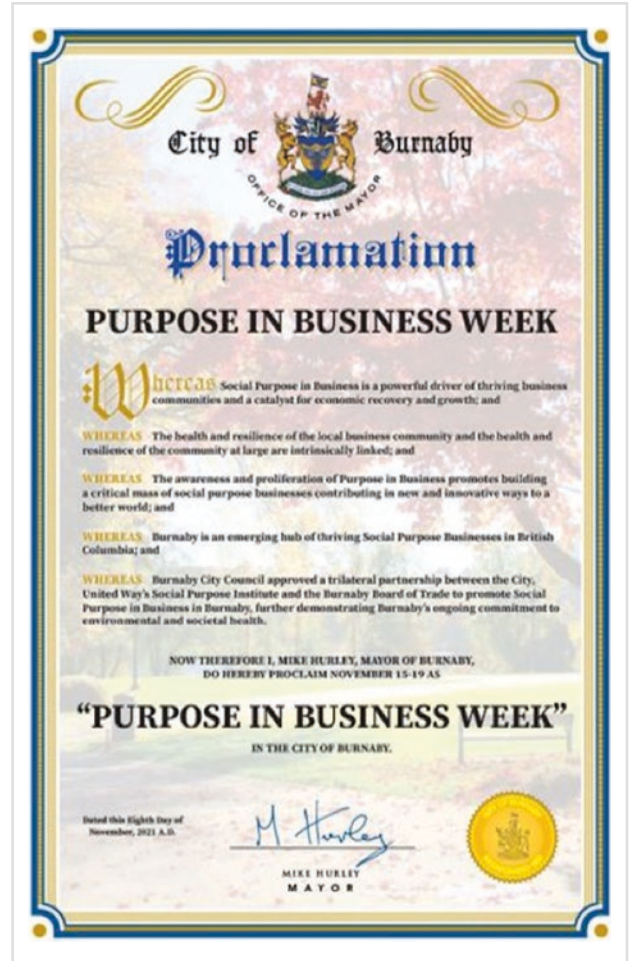 City of Burnaby
OFFICE OF THE MAYOR
Proclamation
PURPOSE IN BUSINESS WEEK
Whereas Social Purpose in Business is a powerful driver of thriving business
communities and a catalyst for economic recovery and growth; and
WHEREAS The health and resilience of the local business community and the health and
resilience of the community at large are intrinsically linked; and
WHEREAS The awareness and proliferation of Purpose in Business promotes building
a critical mass of social purpose businesses contributing in new and innovative ways to a
better world; and
WHEREAS Burnaby is an emerging hub of thriving Social Purpose Businesses in British
Columbia; and
WHEREAS Burnaby City Council approved a trilateral partnership between the City,
United Way's Social Purpose Institute and the Burnaby Board of Trade to promote Social
Purpose in Business in Burnaby, further demonstrating Burnaby's ongoing commitment to
environmental and societal health.
NOW THEREFORE I, MIKE HURLEY, MAYOR OF BURNABY,
DO HEREBY PROCLAIM NOVEMBER 15-19 AS
"PURPOSE IN BUSINESS WEEK"
IN THE CITY OF BURNABY.
Dated this Eighth Day of
November, 2021 A.D.
M Hurley
MIKE HURLEY
MAYOR